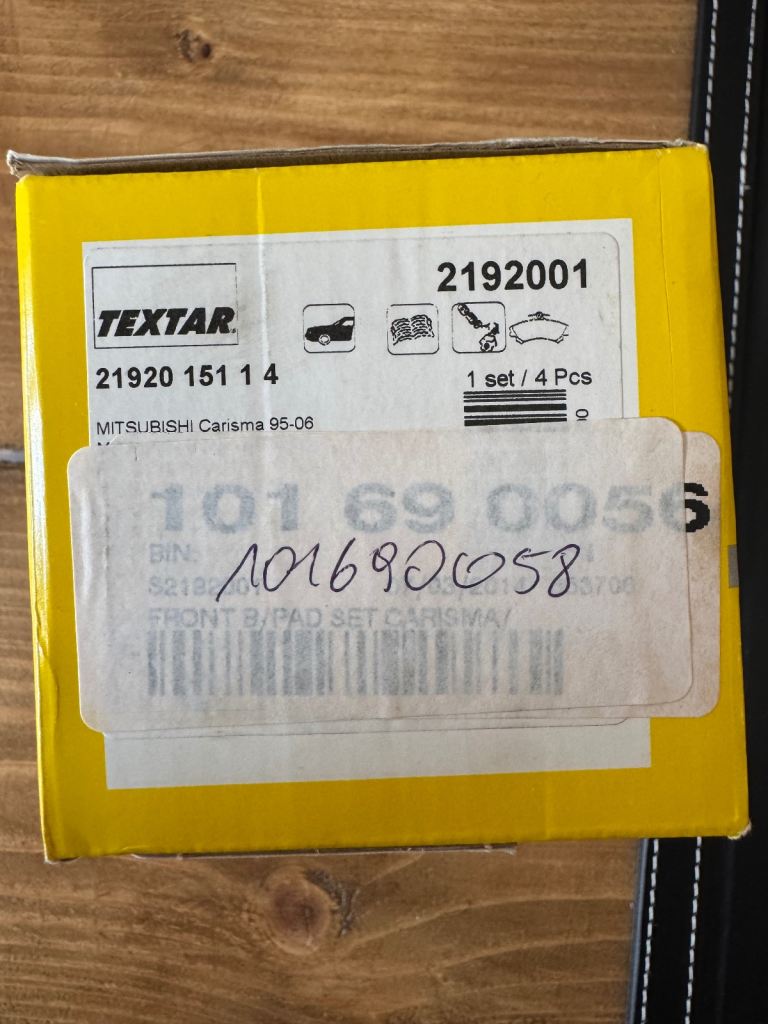 2192001
TEXTAR
21920 151 1 4
1 set / 4 Pcs
MITSUBISHI Carisma 95-06
101 69 0056
BIN:
1016900058
FRONT B/PAD SET CARISMA/